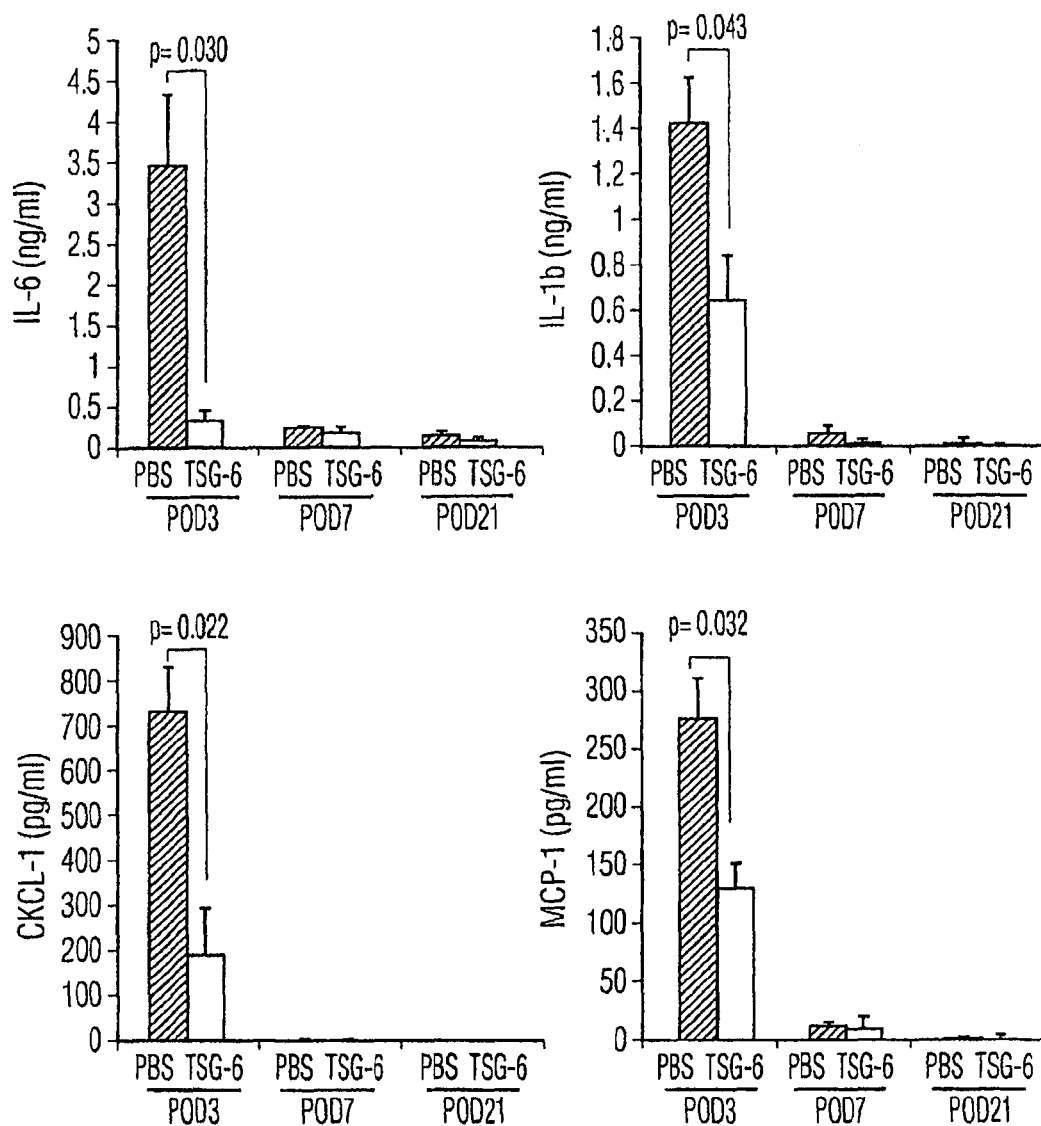 p= 0.030
IL-6 (ng/ml)
5
4.5
4
3.5
3
2.5
2
1.5
1
0.5
0
PBS TSG-6 PBS TSG-6 PBS TSG-6
POD3 POD7 POD21
p= 0.043
IL-1b (ng/ml)
1.8
1.6
1.4
1.2
1
0.8
0.6
0.4
0.2
0
PBS TSG-6 PBS TSG-6 PBS TSG-6
POD3 POD7 POD21
p= 0.022
CKCL-1 (pg/ml)
900
800
700
600
500
400
300
200
100
0
PBS TSG-6 PBS TSG-6 PBS TSG-6
POD3 POD7 POD21
p= 0.032
MCP-1 (pg/ml)
350
300
250
200
150
100
50
0
PBS TSG-6 PBS TSG-6 PBS TSG-6
POD3 POD7 POD21